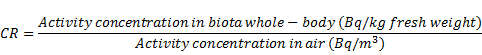 CR = Activity concentration in biota whole − body (Bq/kg fresh weight)
Activity concentration in air (Bq/m³)